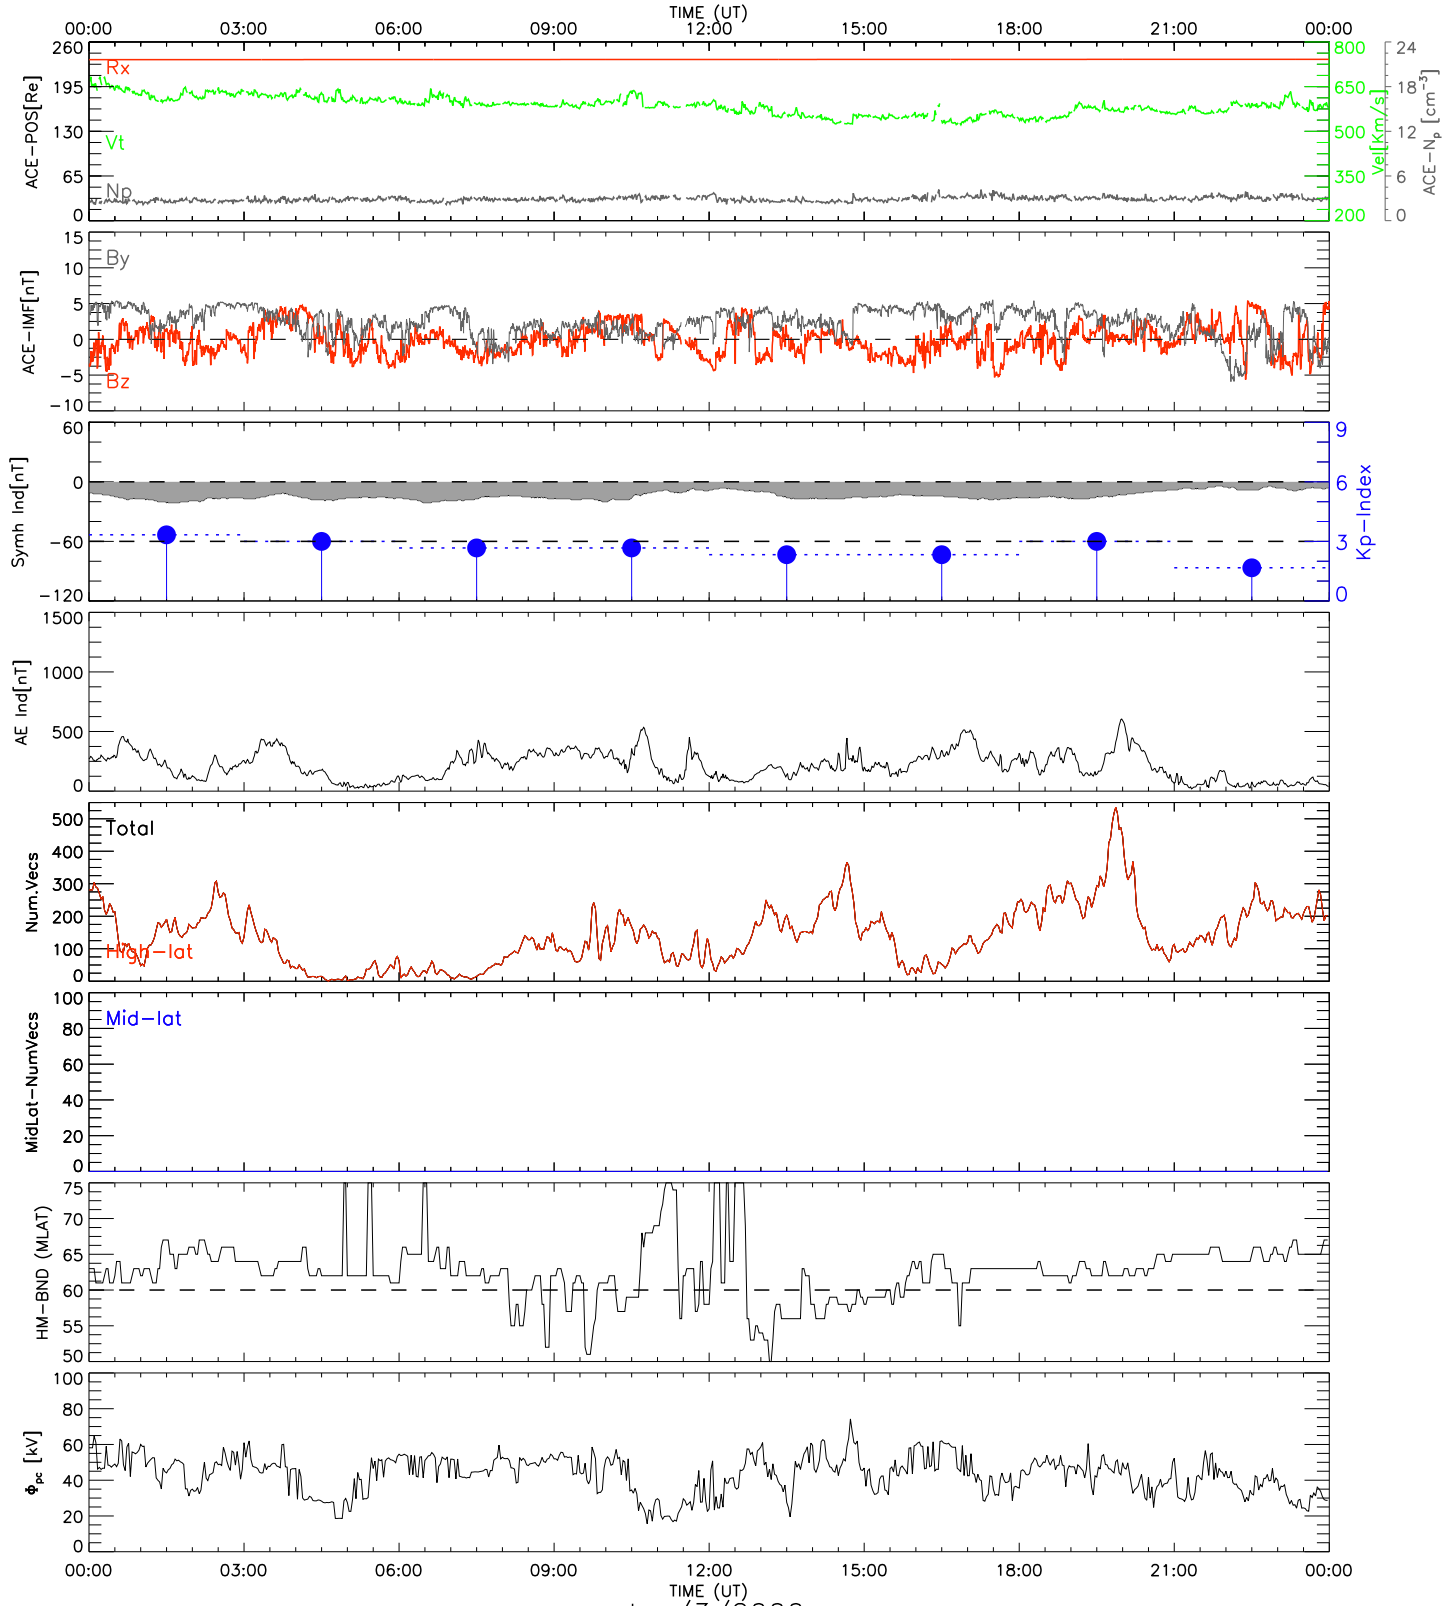 TIME (UT)
00:00 03:00 06:00 09:00 12:00 15:00 18:00 21:00 00:00
260 195 130 65 0
ACE-POS[Re]
Rx
Vt
Np
800 650 500 350 200
Vel[Km/s]
24 18 12 6 0
ACE-Np [cm-3]
15 10 5 0 -5 -10
ACE-IMF[nT]
By
Bz
60 0 -60 -120
Symh Ind[nT]
9 6 3 0
Kp-Index
1500 1000 500 0
AE Ind[nT]
500 400 300 200 100 0
Num.Vecs
Total
High-lat
100 80 60 40 20 0
MidLat-NumVecs
Mid-lat
75 70 65 60 55 50
HM-BND (MLAT)
100 80 60 40 20 0
Φpc [kV]
00:00 03:00 06:00 09:00 12:00 15:00 18:00 21:00 00:00
TIME (UT)